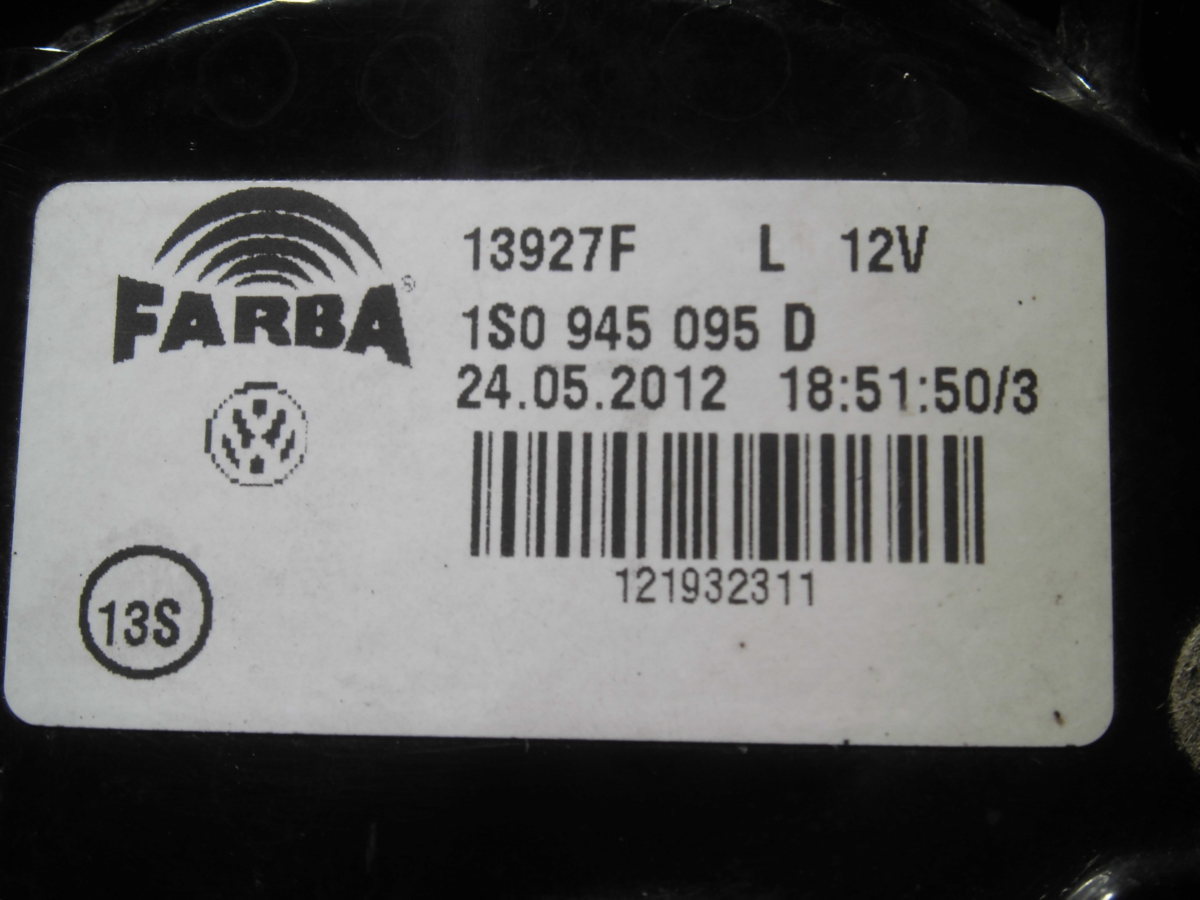 FARBA®
13927F L 12V
1S0 945 095 D
24.05.2012 18:51:50/3
121932311
13S